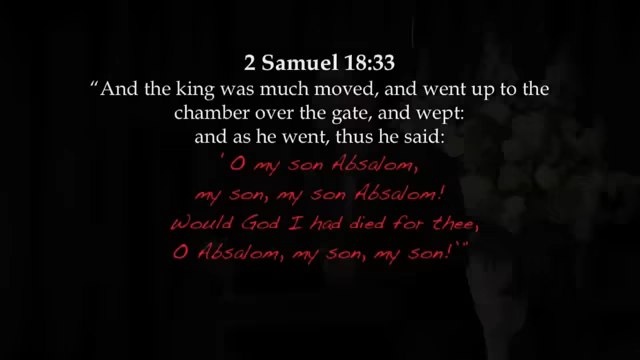 2 Samuel 18:33
“And the king was much moved, and went up to the
chamber over the gate, and wept:
and as he went, thus he said:
'O my son Absalom,
my son, my son Absalom!
Would God I had died for thee,
O Absalom, my son, my son!'”